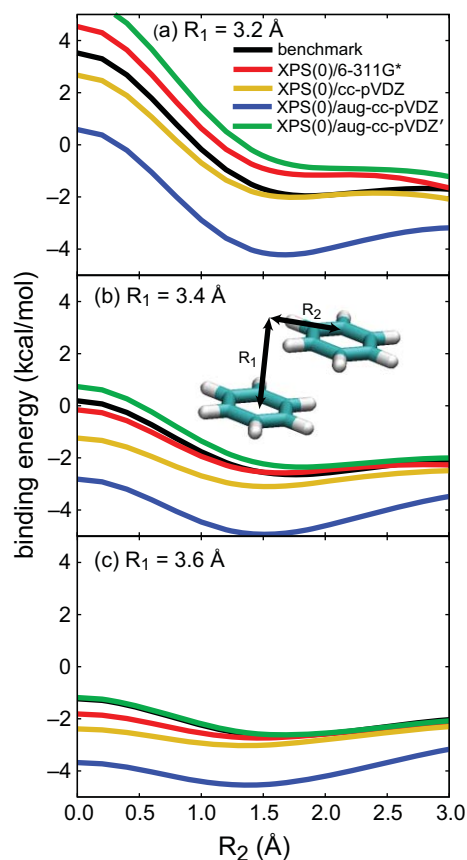 (a) R1 = 3.2 Å
benchmark
XPS(0)/6-311G*
XPS(0)/cc-pVDZ
XPS(0)/aug-cc-pVDZ
XPS(0)/aug-cc-pVDZ′
4
2
0
−2
−4
(b) R1 = 3.4 Å
R2
R1
4
2
0
−2
−4
binding energy (kcal/mol)
(c) R1 = 3.6 Å
4
2
0
−2
−4
0.0 0.5 1.0 1.5 2.0 2.5 3.0
R2 (Å)